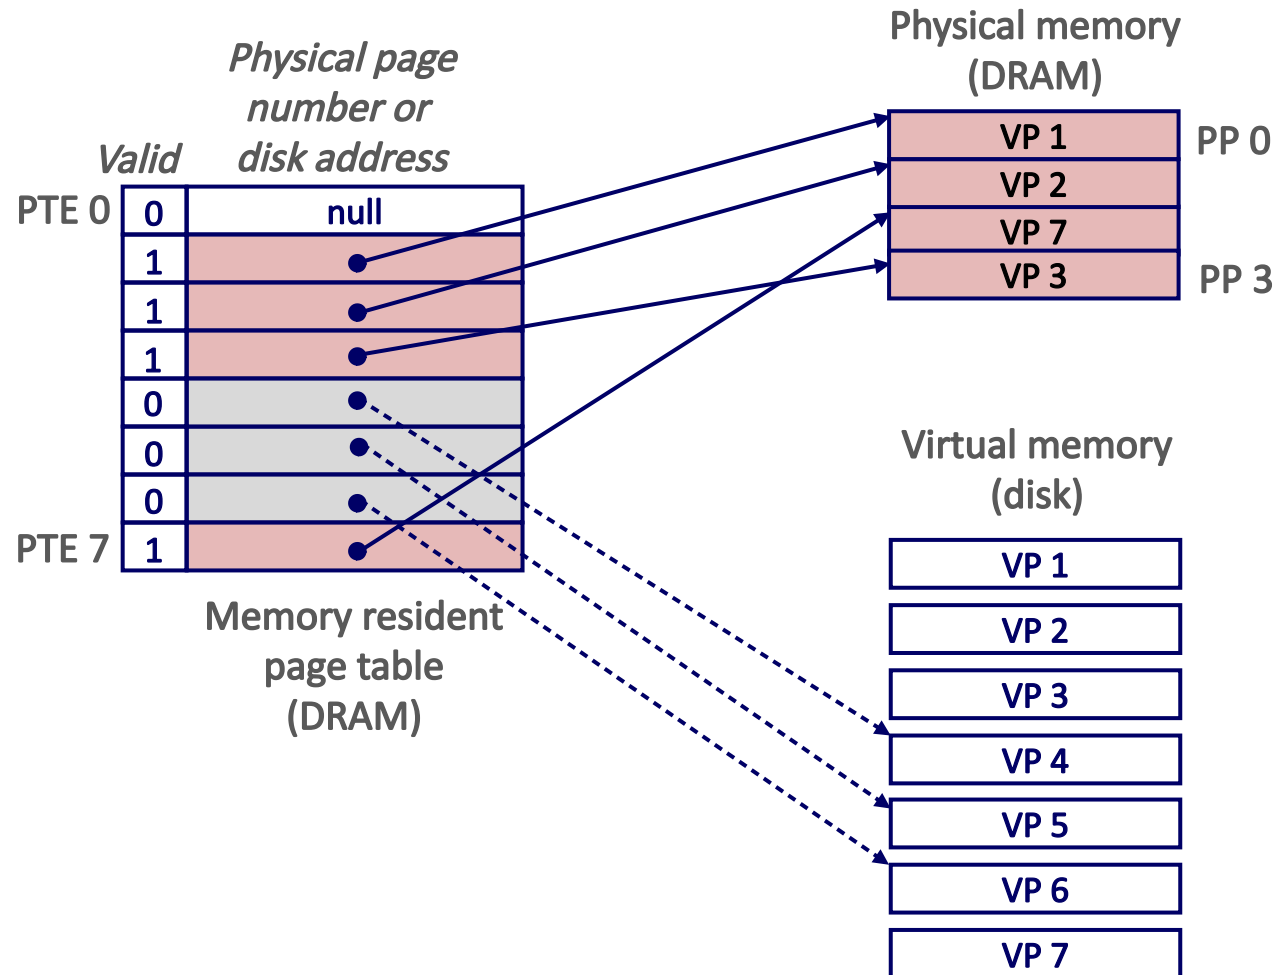 Physical page
number or
disk address
Valid
PTE 0
0
null
1
1
1
0
0
0
PTE 7
1
Memory resident
page table
(DRAM)
Physical memory
(DRAM)
VP 1
PP 0
VP 2
VP 7
VP 3
PP 3
Virtual memory
(disk)
VP 1
VP 2
VP 3
VP 4
VP 5
VP 6
VP 7